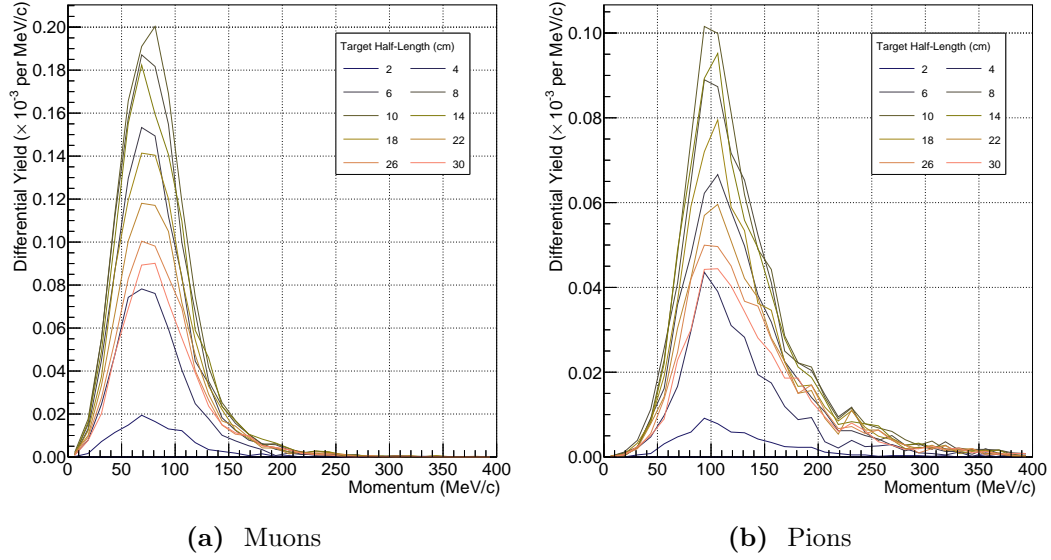 Differential Yield (× 10⁻³ per MeV/c)
0.20
0.18
0.16
0.14
0.12
0.10
0.08
0.06
0.04
0.02
0.00
Target Half-Length (cm)
2 4
6 8
10 14
18 22
26 30
0 50 100 150 200 250 300 350 400
Momentum (MeV/c)
(a) Muons
Differential Yield (× 10⁻³ per MeV/c)
0.10
0.08
0.06
0.04
0.02
0.00
Target Half-Length (cm)
2 4
6 8
10 14
18 22
26 30
0 50 100 150 200 250 300 350 400
Momentum (MeV/c)
(b) Pions